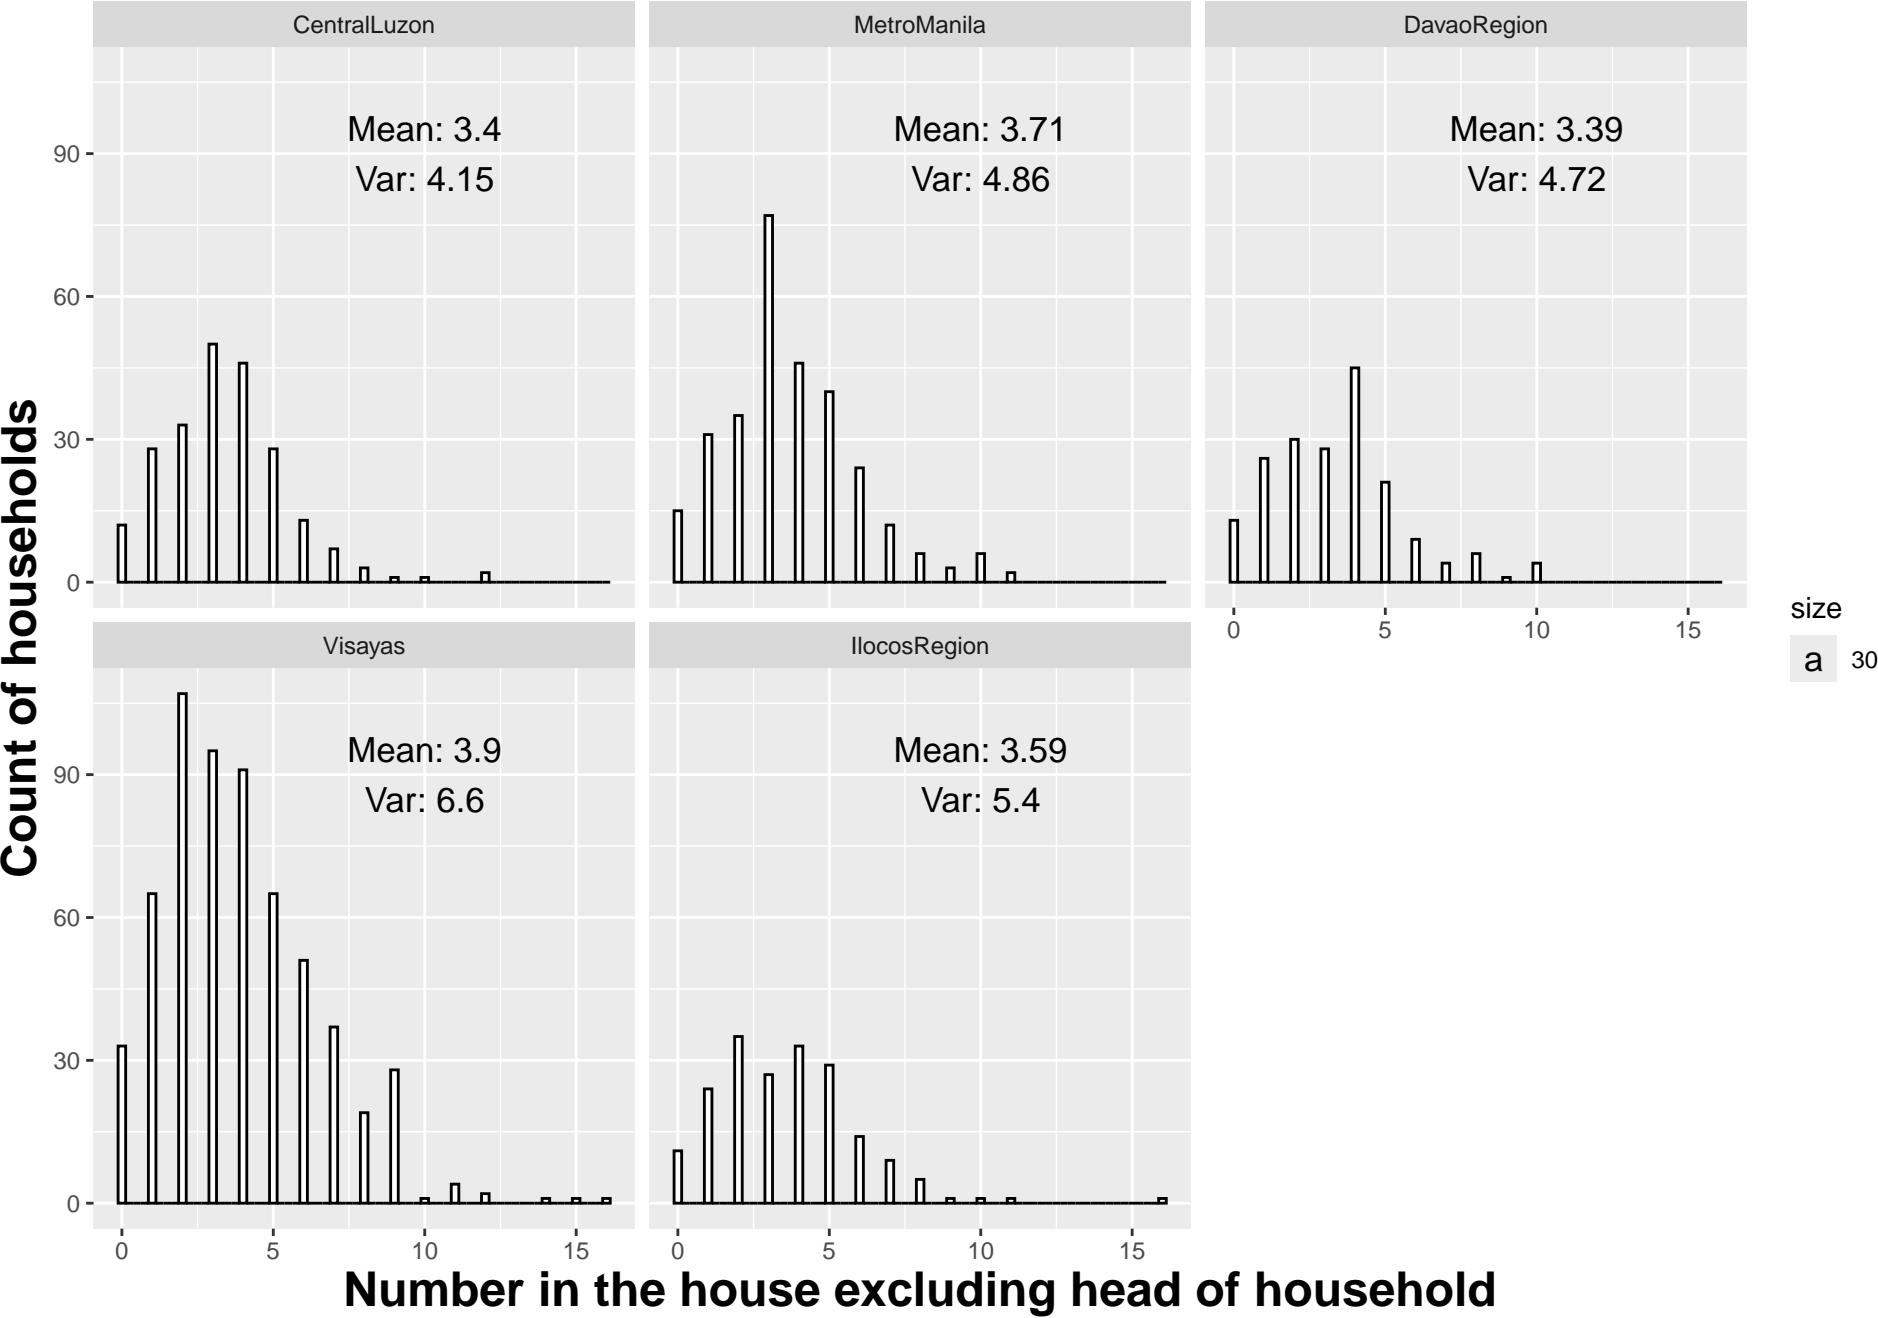 CentralLuzon
MetroManila
DavaoRegion
Mean: 3.4
Var: 4.15
Mean: 3.71
Var: 4.86
Mean: 3.39
Var: 4.72
90
60
30
0
0 5 10 15
Visayas
IlocosRegion
Mean: 3.9
Var: 6.6
Mean: 3.59
Var: 5.4
90
60
30
0
0 5 10 15
0 5 10 15
Count of households
Number in the house excluding head of household
size
a 30